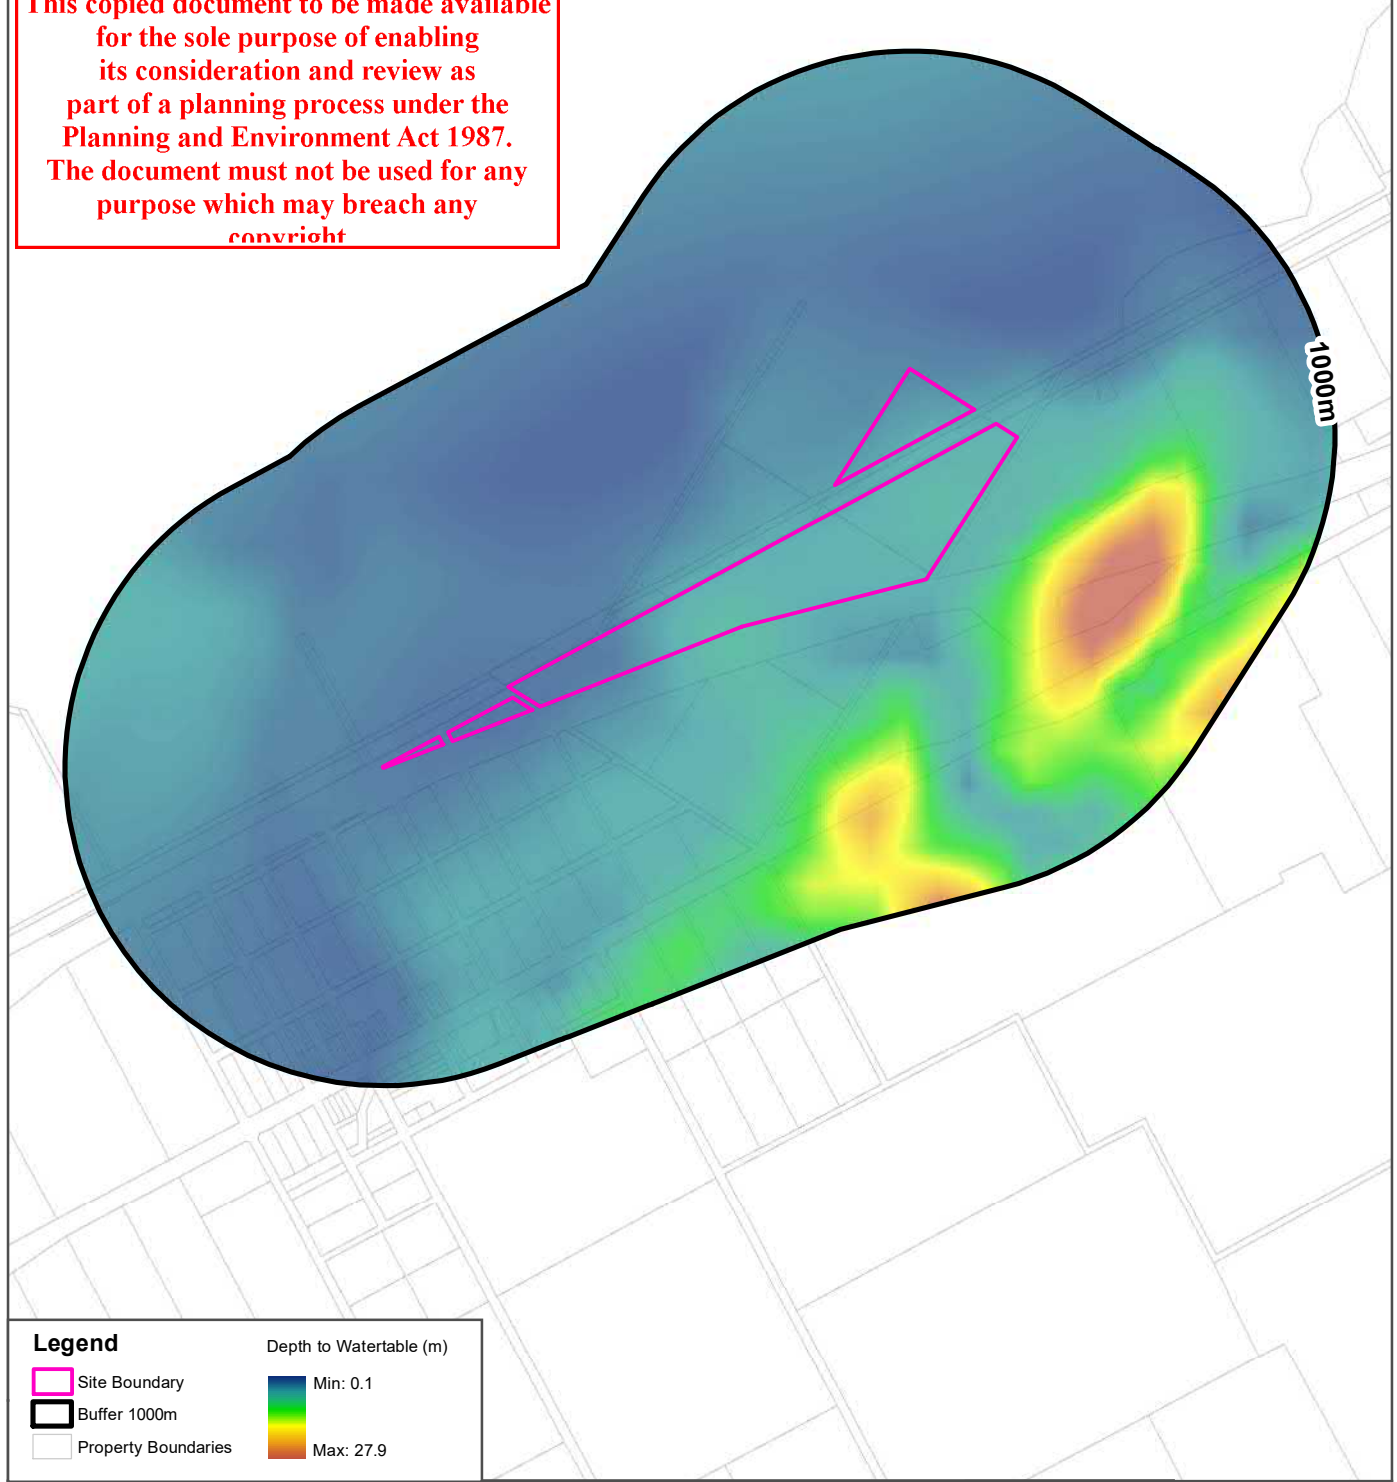 This copied document to be made available
for the sole purpose of enabling
its consideration and review as
part of a planning process under the
Planning and Environment Act 1987.
The document must not be used for any
purpose which may breach any
copyright
1000m
Legend
Site Boundary
Buffer 1000m
Property Boundaries
Depth to Watertable (m)
Min: 0.1
Max: 27.9